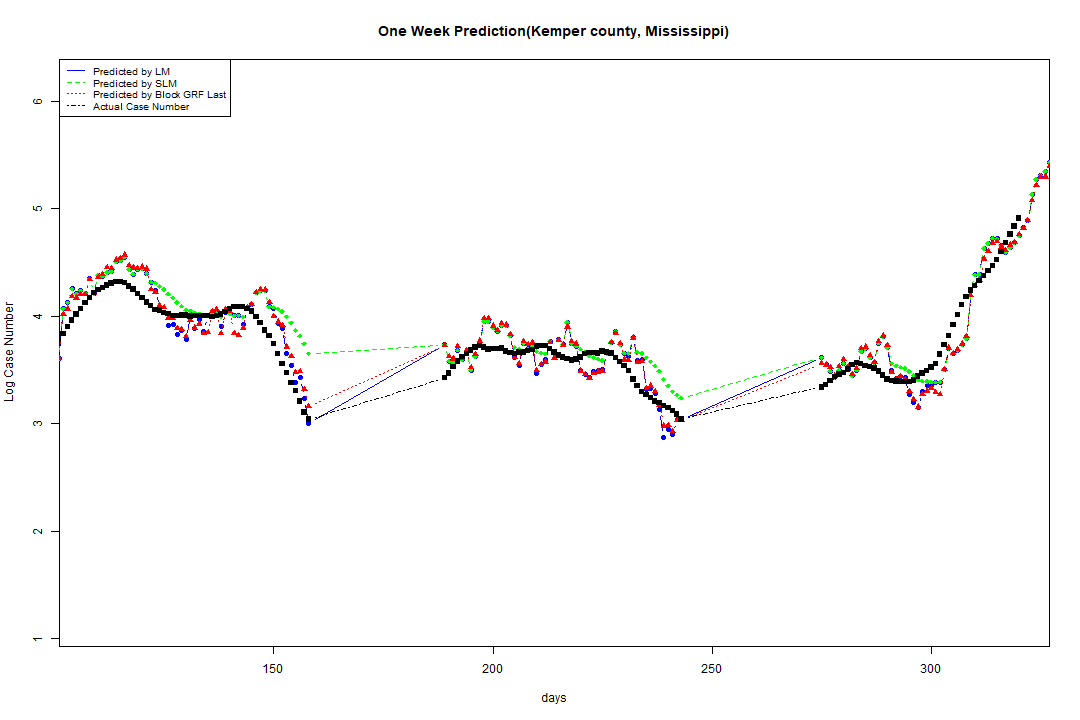 One Week Prediction(Kemper county, Mississippi)
Predicted by LM
Predicted by SLM
Predicted by Block GRF Last
Actual Case Number
6
5
4
3
2
1
Log Case Number
150 200 250 300
days